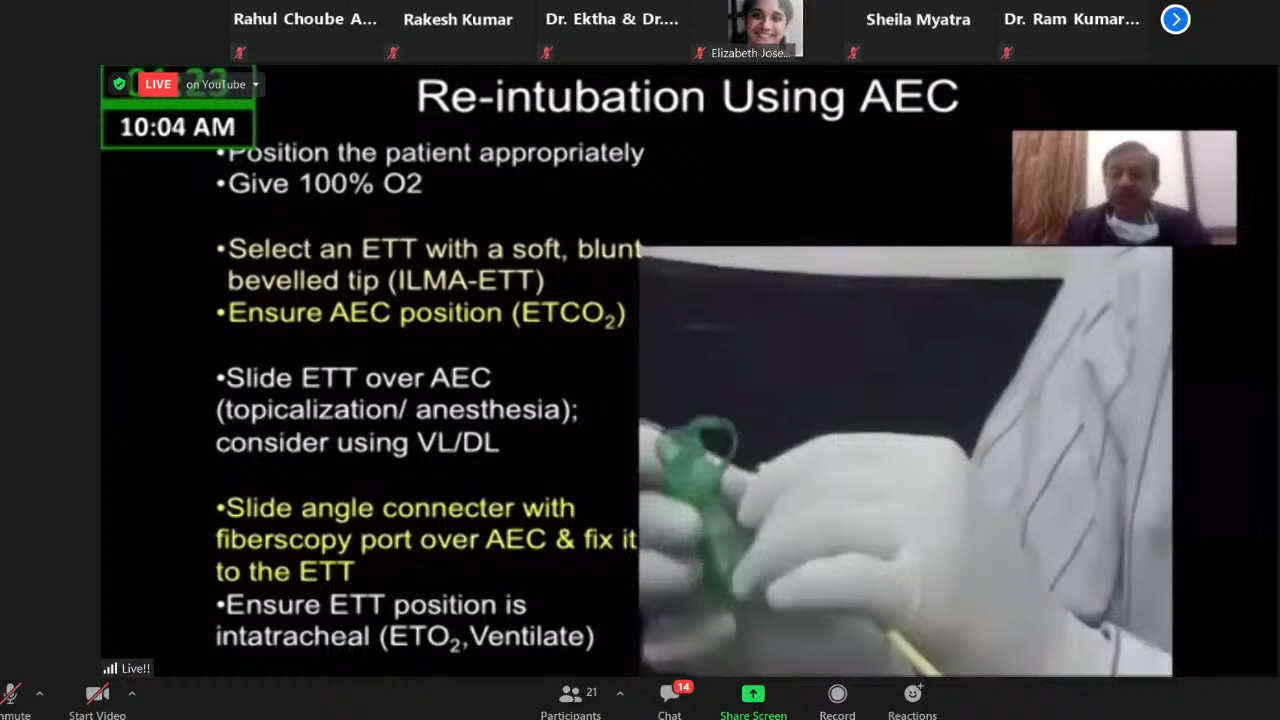 Rahul Choube A...
Rakesh Kumar
Dr. Ektha & Dr....
Elizabeth Jose...
Sheila Myatra
Dr. Ram Kumar...
LIVE on YouTube
10:04 AM
Re-intubation Using AEC
•Position the patient appropriately
•Give 100% O2
•Select an ETT with a soft, blunt
bevelled tip (ILMA-ETT)
•Ensure AEC position (ETCO₂)
•Slide ETT over AEC
(topicalization/ anesthesia);
consider using VL/DL
•Slide angle connecter with
fiberscopy port over AEC & fix it
to the ETT
•Ensure ETT position is
intatracheal (ETO₂,Ventilate)
Live!!
mute
Start Video
21
Participants
14
Chat
Share Screen
Record
Reactions